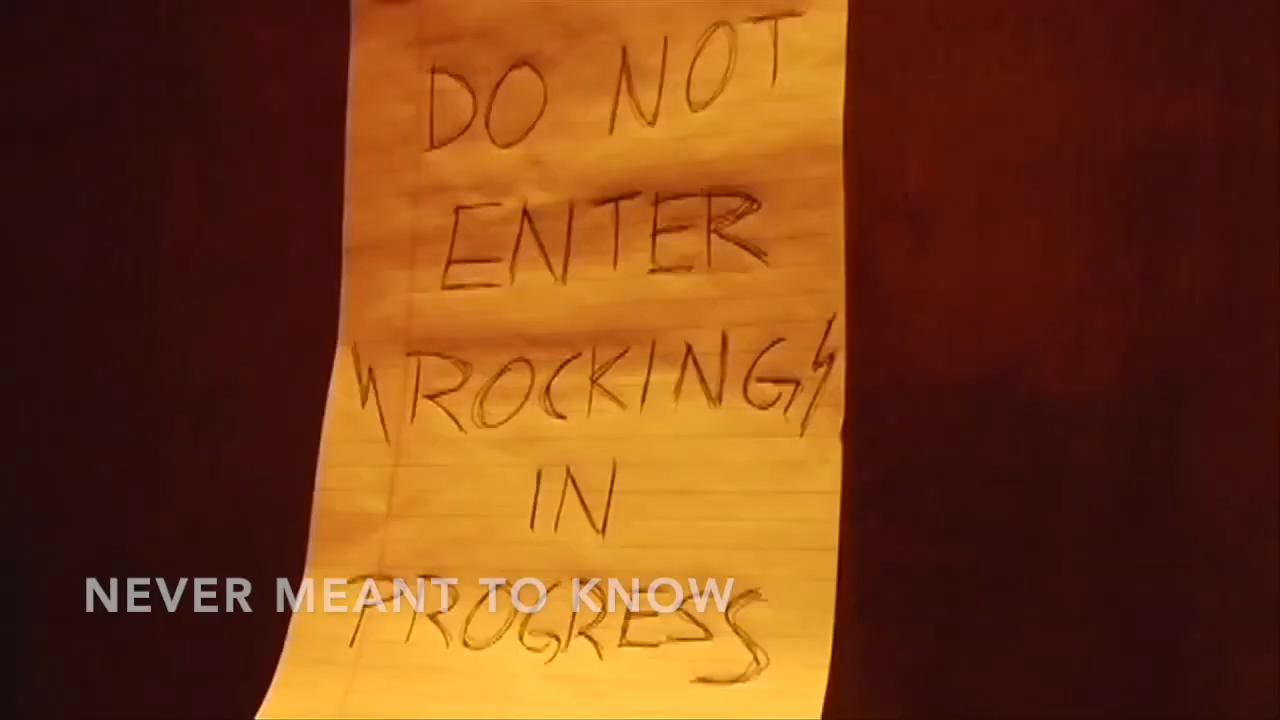 DO NOT
ENTER
ROCKING
IN
PROGRESS
NEVER MEANT TO KNOW